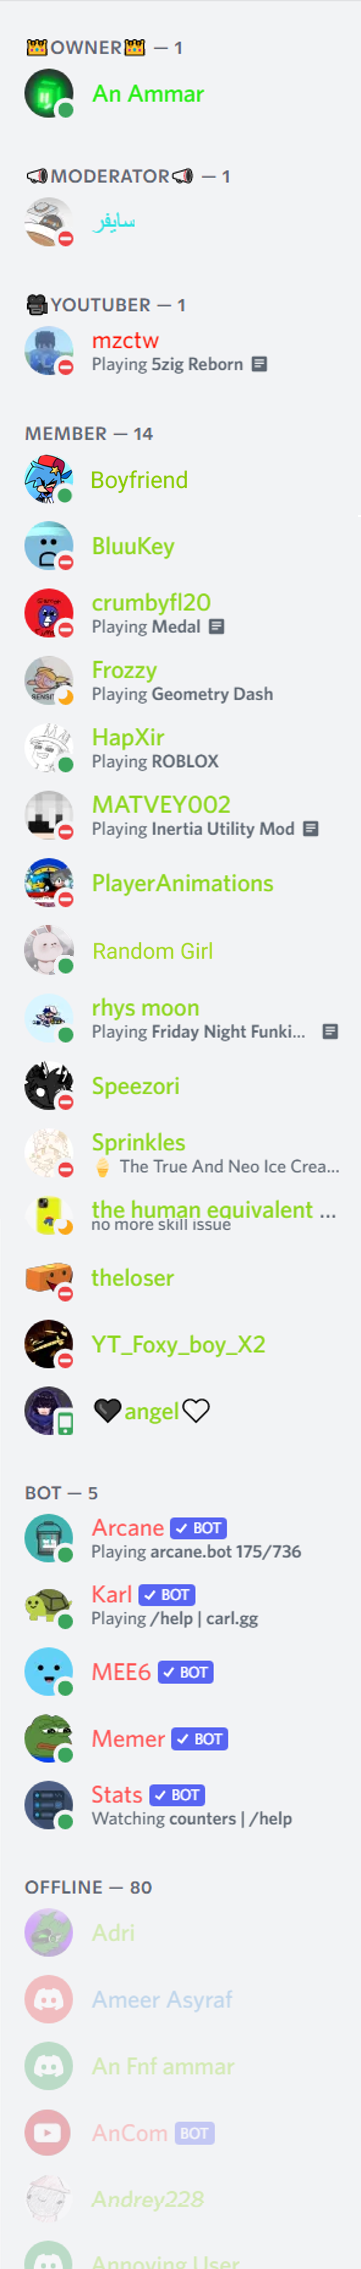 OWNER — 1
An Ammar
MODERATOR — 1
سايفر
YOUTUBER — 1
mzctw
Playing 5zig Reborn
MEMBER — 14
Boyfriend
BluuKey
crumbyfl20
Playing Medal
Frozzy
Playing Geometry Dash
SENSIT
HapXir
Playing ROBLOX
MATVEY002
Playing Inertia Utility Mod
PlayerAnimations
Random Girl
rhys moon
Playing Friday Night Funki...
Speezori
Sprinkles
🍦 The True And Neo Ice Crea...
the human equivalent ...
no more skill issue
theloser
YT_Foxy_boy_X2
🖤angel🤍
BOT — 5
Arcane ✓ BOT
Playing arcane.bot 175/736
Karl ✓ BOT
Playing /help | carl.gg
MEE6 ✓ BOT
Memer ✓ BOT
Stats ✓ BOT
Watching counters | /help
OFFLINE — 80
Adri
Ameer Asyraf
An Fnf ammar
AnCom BOT
Andrey228
Annoying User